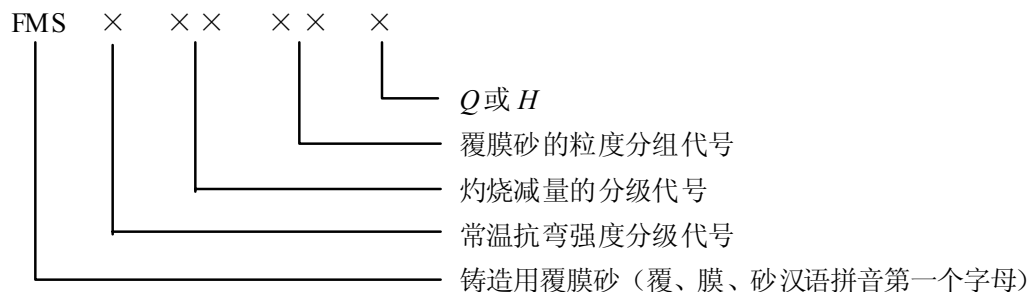 FMS × ×× ×× ×
Q或H
覆膜砂的粒度分组代号
灼烧减量的分级代号
常温抗弯强度分级代号
铸造用覆膜砂（覆、膜、砂汉语拼音第一个字母）